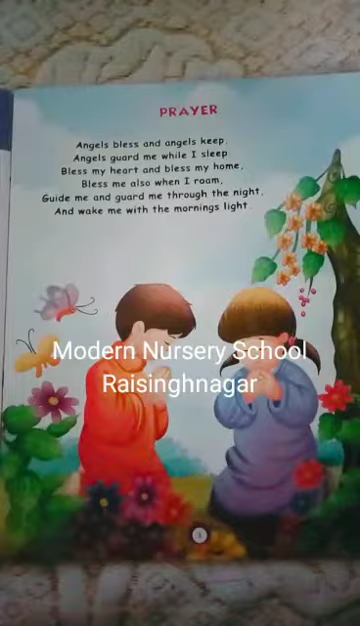 PRAYER
Angels bless and angels keep,
Angels guard me while I sleep
Bless my heart and bless my home,
Bless me also when I roam,
Guide me and guard me through the night,
And wake me with the mornings light.
Modern Nursery School
Raisinghnagar